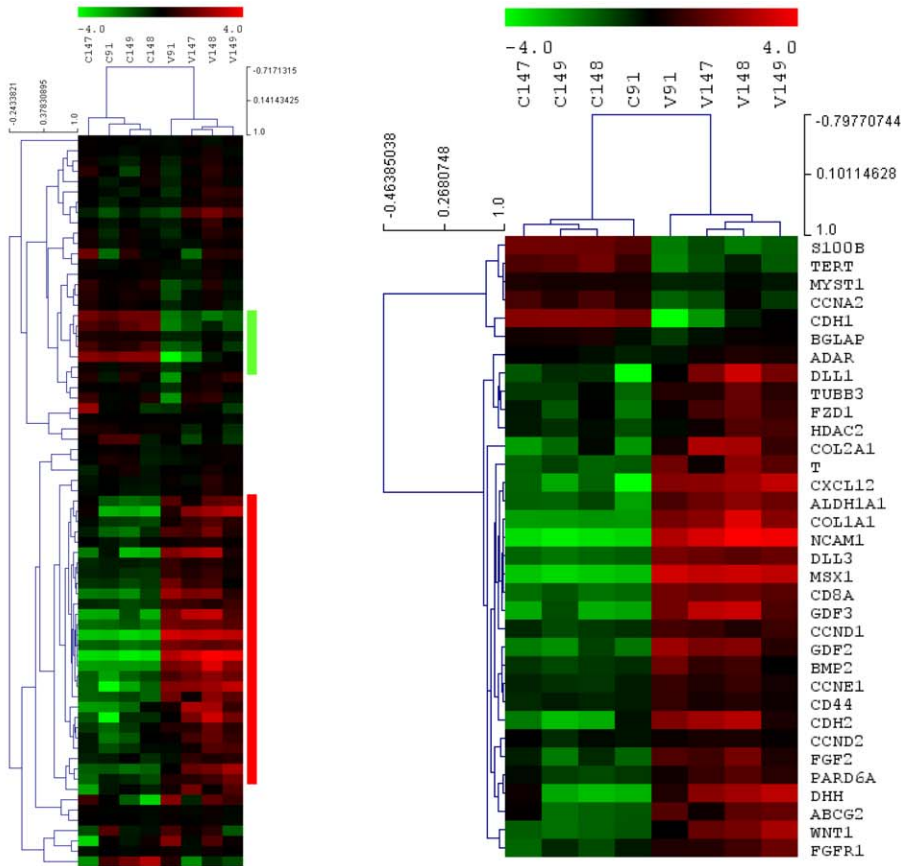 -4.0 4.0
C147
C91
C149
C148
V91
V147
V148
V149
-0.7171315
0.14143425
1.0
-0.2433821
0.37830895
1.0
-4.0 4.0
C147
C149
C148
C91
V91
V147
V148
V149
-0.79770744
0.10114628
1.0
-0.46385038
0.2680748
1.0
S100B
TERT
MYST1
CCNA2
CDH1
BGLAP
ADAR
DLL1
TUBB3
FZD1
HDAC2
COL2A1
T
CXCL12
ALDH1A1
COL1A1
NCAM1
DLL3
MSX1
CD8A
GDF3
CCND1
GDF2
BMP2
CCNE1
CD44
CDH2
CCND2
FGF2
PARD6A
DHH
ABCG2
WNT1
FGFR1